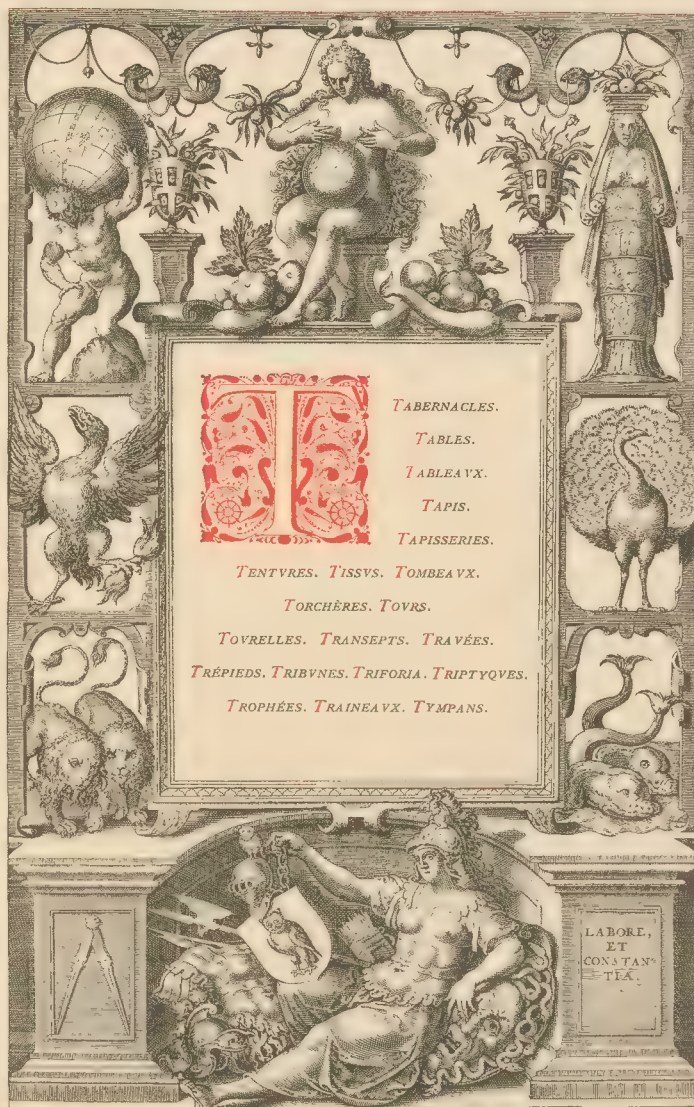 T
TABERNACLES.
TABLES.
TABLEAVX.
TAPIS.
TAPISSERIES.
TENTVRES. TISSVS. TOMBEAVX.
TORCHÈRES. TOVRS.
TOVRELLES. TRANSEPTS. TRAVÉES.
TRÉPIEDS. TRIBVNES. TRIFORIA. TRIPTYQVES.
TROPHÉES. TRAINEAVX. TYMPANS.
LABORE,
ET
CONSTAN-
TIA.